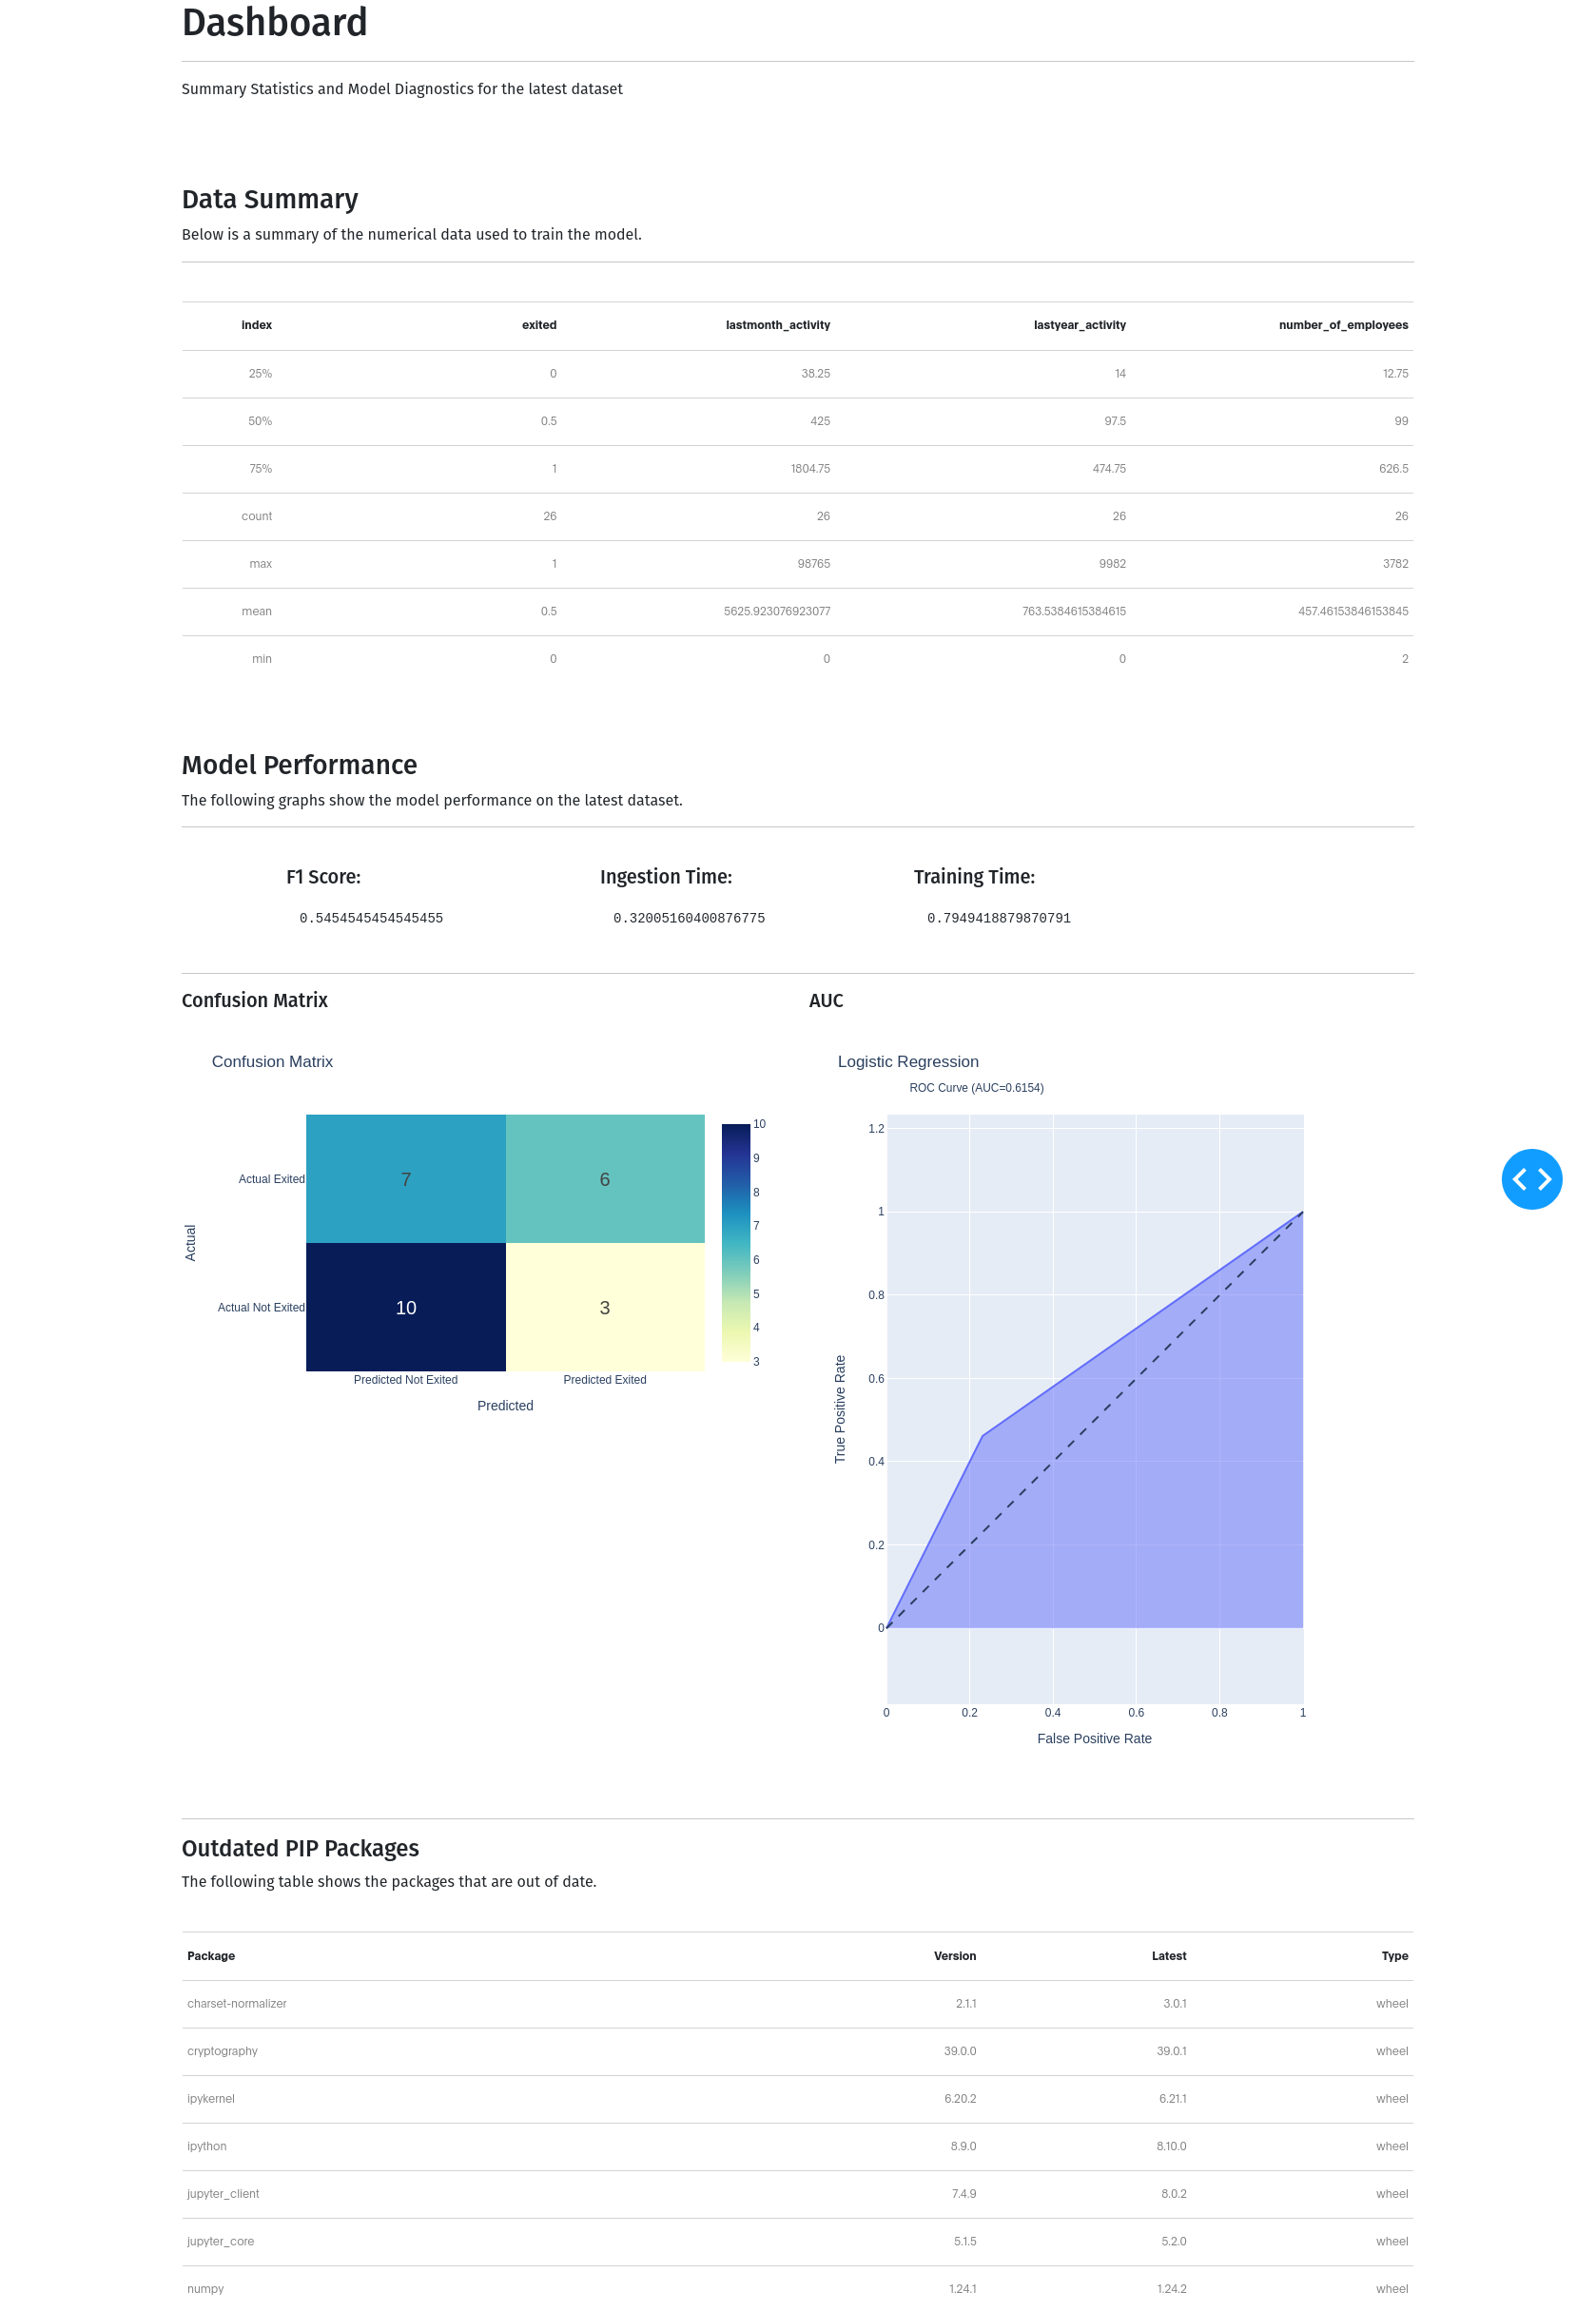 Dashboard
Summary Statistics and Model Diagnostics for the latest dataset
Data Summary
Below is a summary of the numerical data used to train the model.
index exited lastmonth_activity lastyear_activity number_of_employees
25% 0 38.25 14 12.75
50% 0.5 425 97.5 99
75% 1 1804.75 474.75 626.5
count 26 26 26 26
max 1 98765 9982 3782
mean 0.5 5625.923076923077 763.5384615384615 457.46153846153845
min 0 0 0 2
Model Performance
The following graphs show the model performance on the latest dataset.
F1 Score: Ingestion Time: Training Time:
0.5454545454545455 0.32005160400876775 0.7949418879870791
Confusion Matrix
Confusion Matrix
10
9
8
7
6
5
4
3
Actual Exited 7 6
Actual
Actual Not Exited 10 3
Predicted Not Exited Predicted Exited
Predicted
AUC
Logistic Regression
ROC Curve (AUC=0.6154)
1.2
1
0.8
0.6
0.4
0.2
0
True Positive Rate
0 0.2 0.4 0.6 0.8 1
False Positive Rate
Outdated PIP Packages
The following table shows the packages that are out of date.
Package Version Latest Type
charset-normalizer 2.1.1 3.0.1 wheel
cryptography 39.0.0 39.0.1 wheel
ipykernel 6.20.2 6.21.1 wheel
ipython 8.9.0 8.10.0 wheel
jupyter_client 7.4.9 8.0.2 wheel
jupyter_core 5.1.5 5.2.0 wheel
numpy 1.24.1 1.24.2 wheel